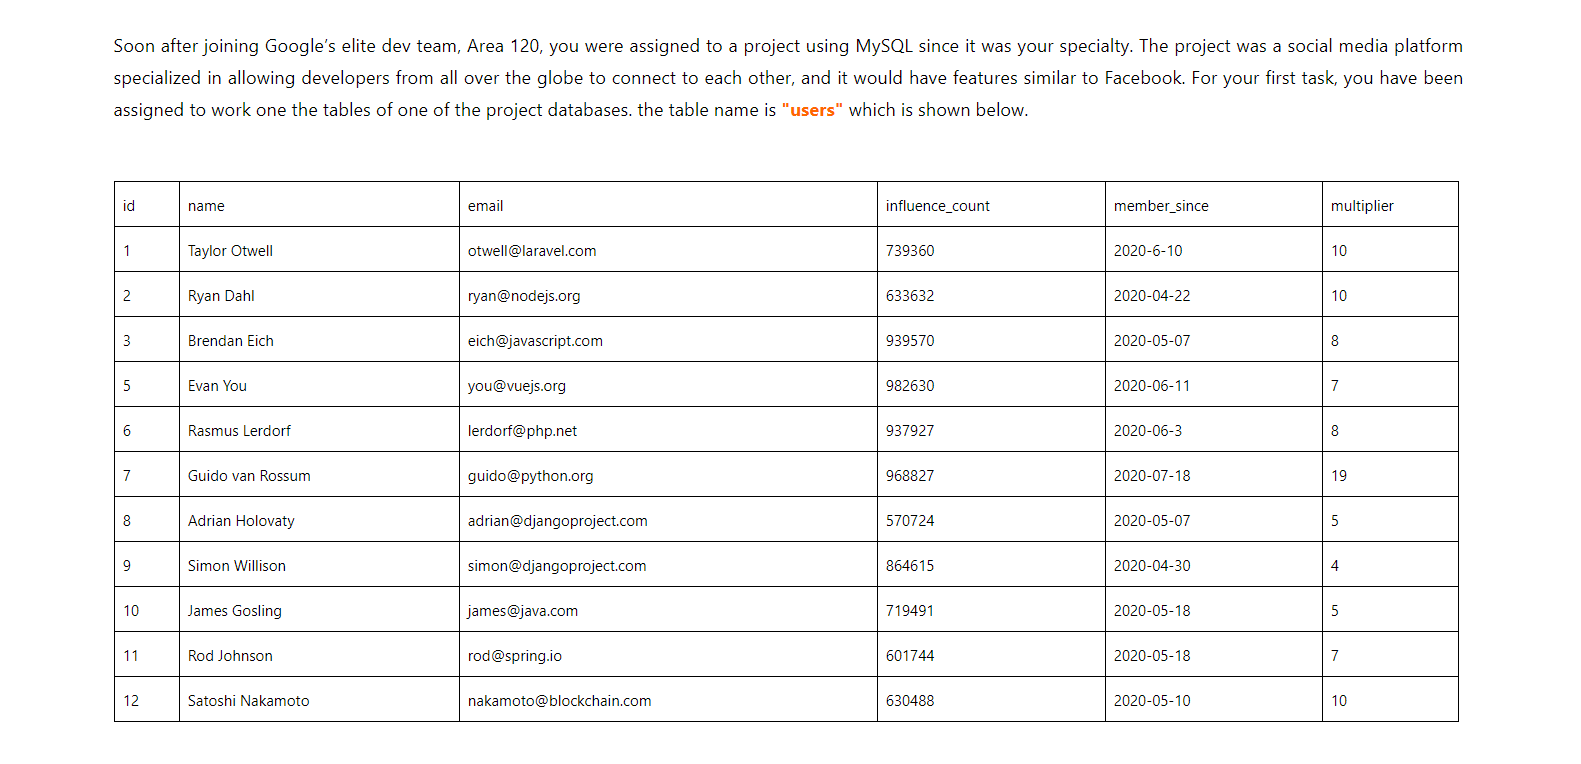 Soon after joining Google's elite dev team, Area 120, you were assigned to a project using MySQL since it was your specialty. The project was a social media platform
specialized in allowing developers from all over the globe to connect to each other, and it would have features similar to Facebook. For your first task, you have been
assigned to work one the tables of one of the project databases. the table name is "users" which is shown below.
id name email influence_count member_since multiplier
1 Taylor Otwell otwell@laravel.com 739360 2020-6-10 10
2 Ryan Dahl ryan@nodejs.org 633632 2020-04-22 10
3 Brendan Eich eich@javascript.com 939570 2020-05-07 8
5 Evan You you@vuejs.org 982630 2020-06-11 7
6 Rasmus Lerdorf lerdorf@php.net 937927 2020-06-3 8
7 Guido van Rossum guido@python.org 968827 2020-07-18 19
8 Adrian Holovaty adrian@djangoproject.com 570724 2020-05-07 5
9 Simon Willison simon@djangoproject.com 864615 2020-04-30 4
10 James Gosling james@java.com 719491 2020-05-18 5
11 Rod Johnson rod@spring.io 601744 2020-05-18 7
12 Satoshi Nakamoto nakamoto@blockchain.com 630488 2020-05-10 10